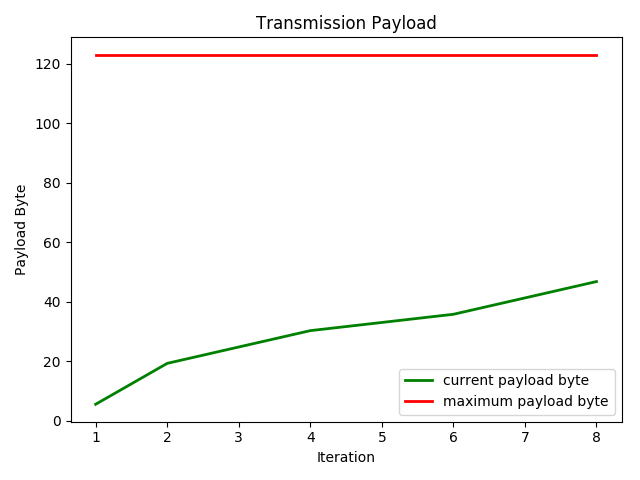 Transmission Payload
120
100
80
60
40
20
0
Payload Byte
1 2 3 4 5 6 7 8
Iteration
current payload byte
maximum payload byte